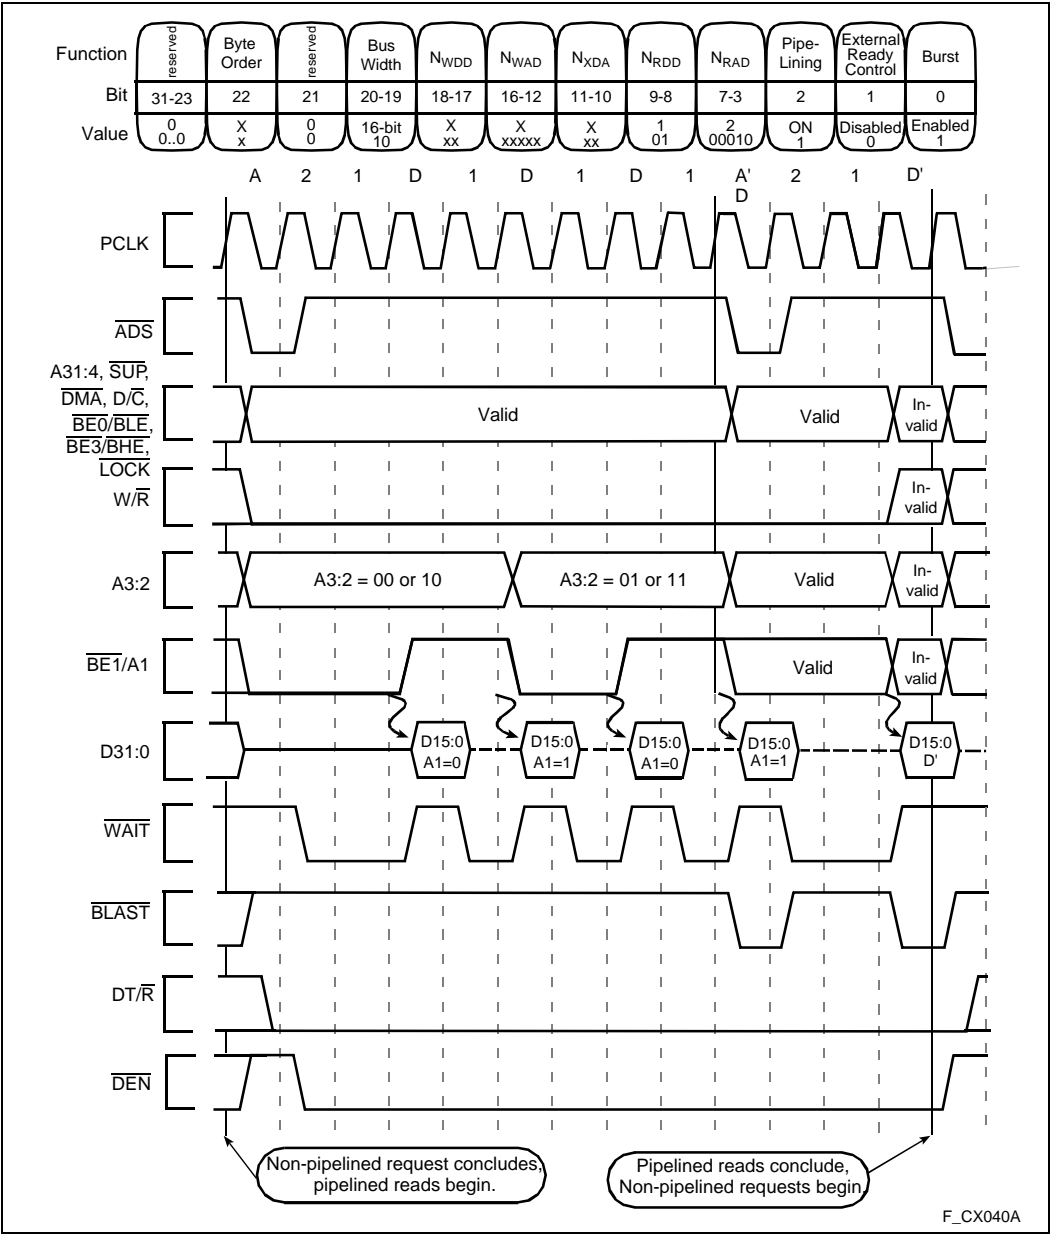 Function reserved Byte Order reserved Bus Width NWDD NWAD NXDA NRDD NRAD Pipe-Lining External Ready Control Burst
Bit 31-23 22 21 20-19 18-17 16-12 11-10 9-8 7-3 2 1 0
Value 0 X 0 16-bit X X X 1 2 ON Disabled Enabled
0..0 x 0 10 xx xxxxx xx 01 00010 1 0 1
A 2 1 D 1 D 1 D 1 A' 2 1 D'
D
PCLK
ADS
A31:4, SUP,
DMA, D/C,
BE0/BLE,
BE3/BHE,
LOCK
Valid Valid In-
valid
W/R In-
valid
A3:2 A3:2 = 00 or 10 A3:2 = 01 or 11 Valid In-
valid
BE1/A1 Valid In-
valid
D31:0 D15:0 D15:0 D15:0 D15:0 D15:0
A1=0 A1=1 A1=0 A1=1 D'
WAIT
BLAST
DT/R
DEN
Non-pipelined request concludes,
pipelined reads begin.
Pipelined reads conclude,
Non-pipelined requests begin.
F_CX040A